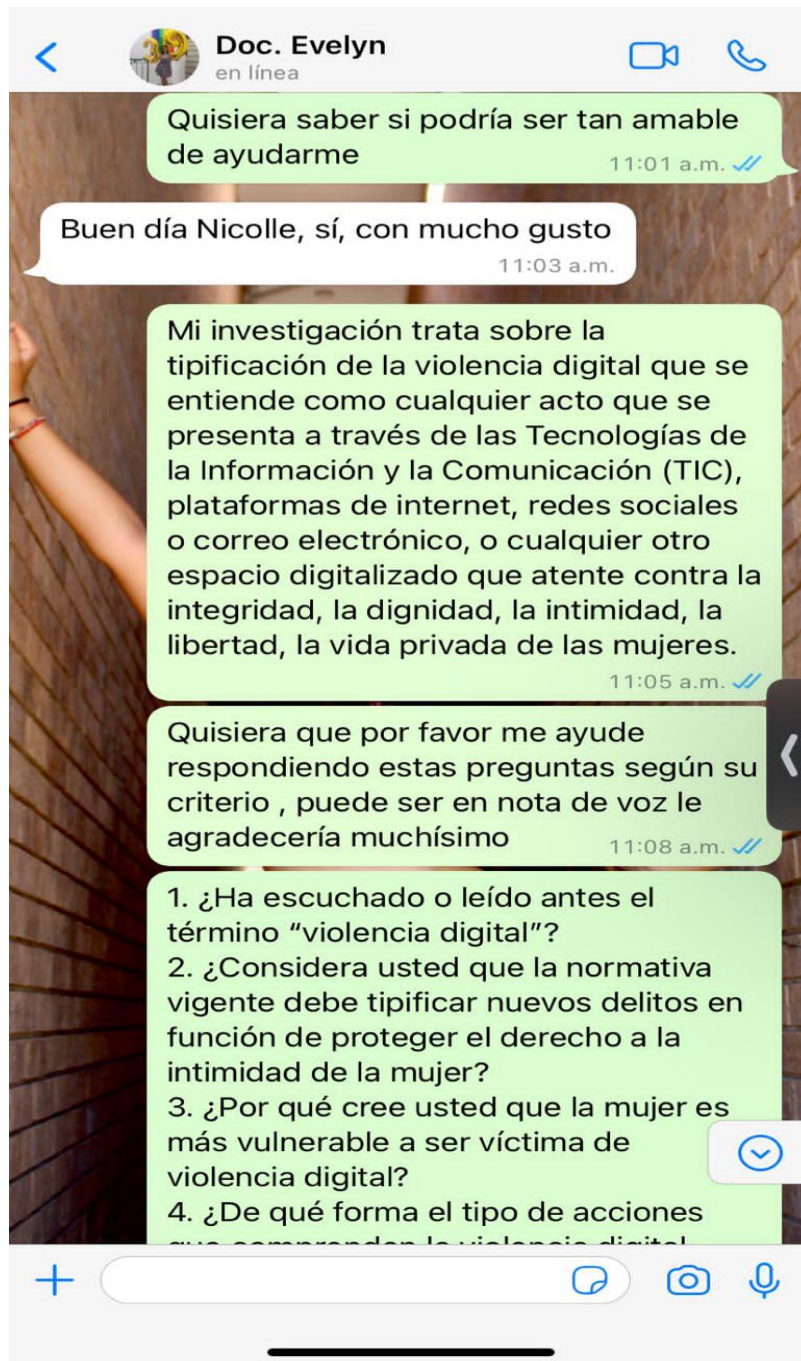 Doc. Evelyn
en línea
Quisiera saber si podría ser tan amable
de ayudarme
11:01 a.m.
Buen día Nicolle, sí, con mucho gusto
11:03 a.m.
Mi investigación trata sobre la
tipificación de la violencia digital que se
entiende como cualquier acto que se
presenta a través de las Tecnologías de
la Información y la Comunicación (TIC),
plataformas de internet, redes sociales
o correo electrónico, o cualquier otro
espacio digitalizado que atente contra la
integridad, la dignidad, la intimidad, la
libertad, la vida privada de las mujeres.
11:05 a.m.
Quisiera que por favor me ayude
respondiendo estas preguntas según su
criterio , puede ser en nota de voz le
agradecería muchísimo
11:08 a.m.
1. ¿Ha escuchado o leído antes el
término “violencia digital”?
2. ¿Considera usted que la normativa
vigente debe tipificar nuevos delitos en
función de proteger el derecho a la
intimidad de la mujer?
3. ¿Por qué cree usted que la mujer es
más vulnerable a ser víctima de
violencia digital?
4. ¿De qué forma el tipo de acciones
que comprenden la violencia digital